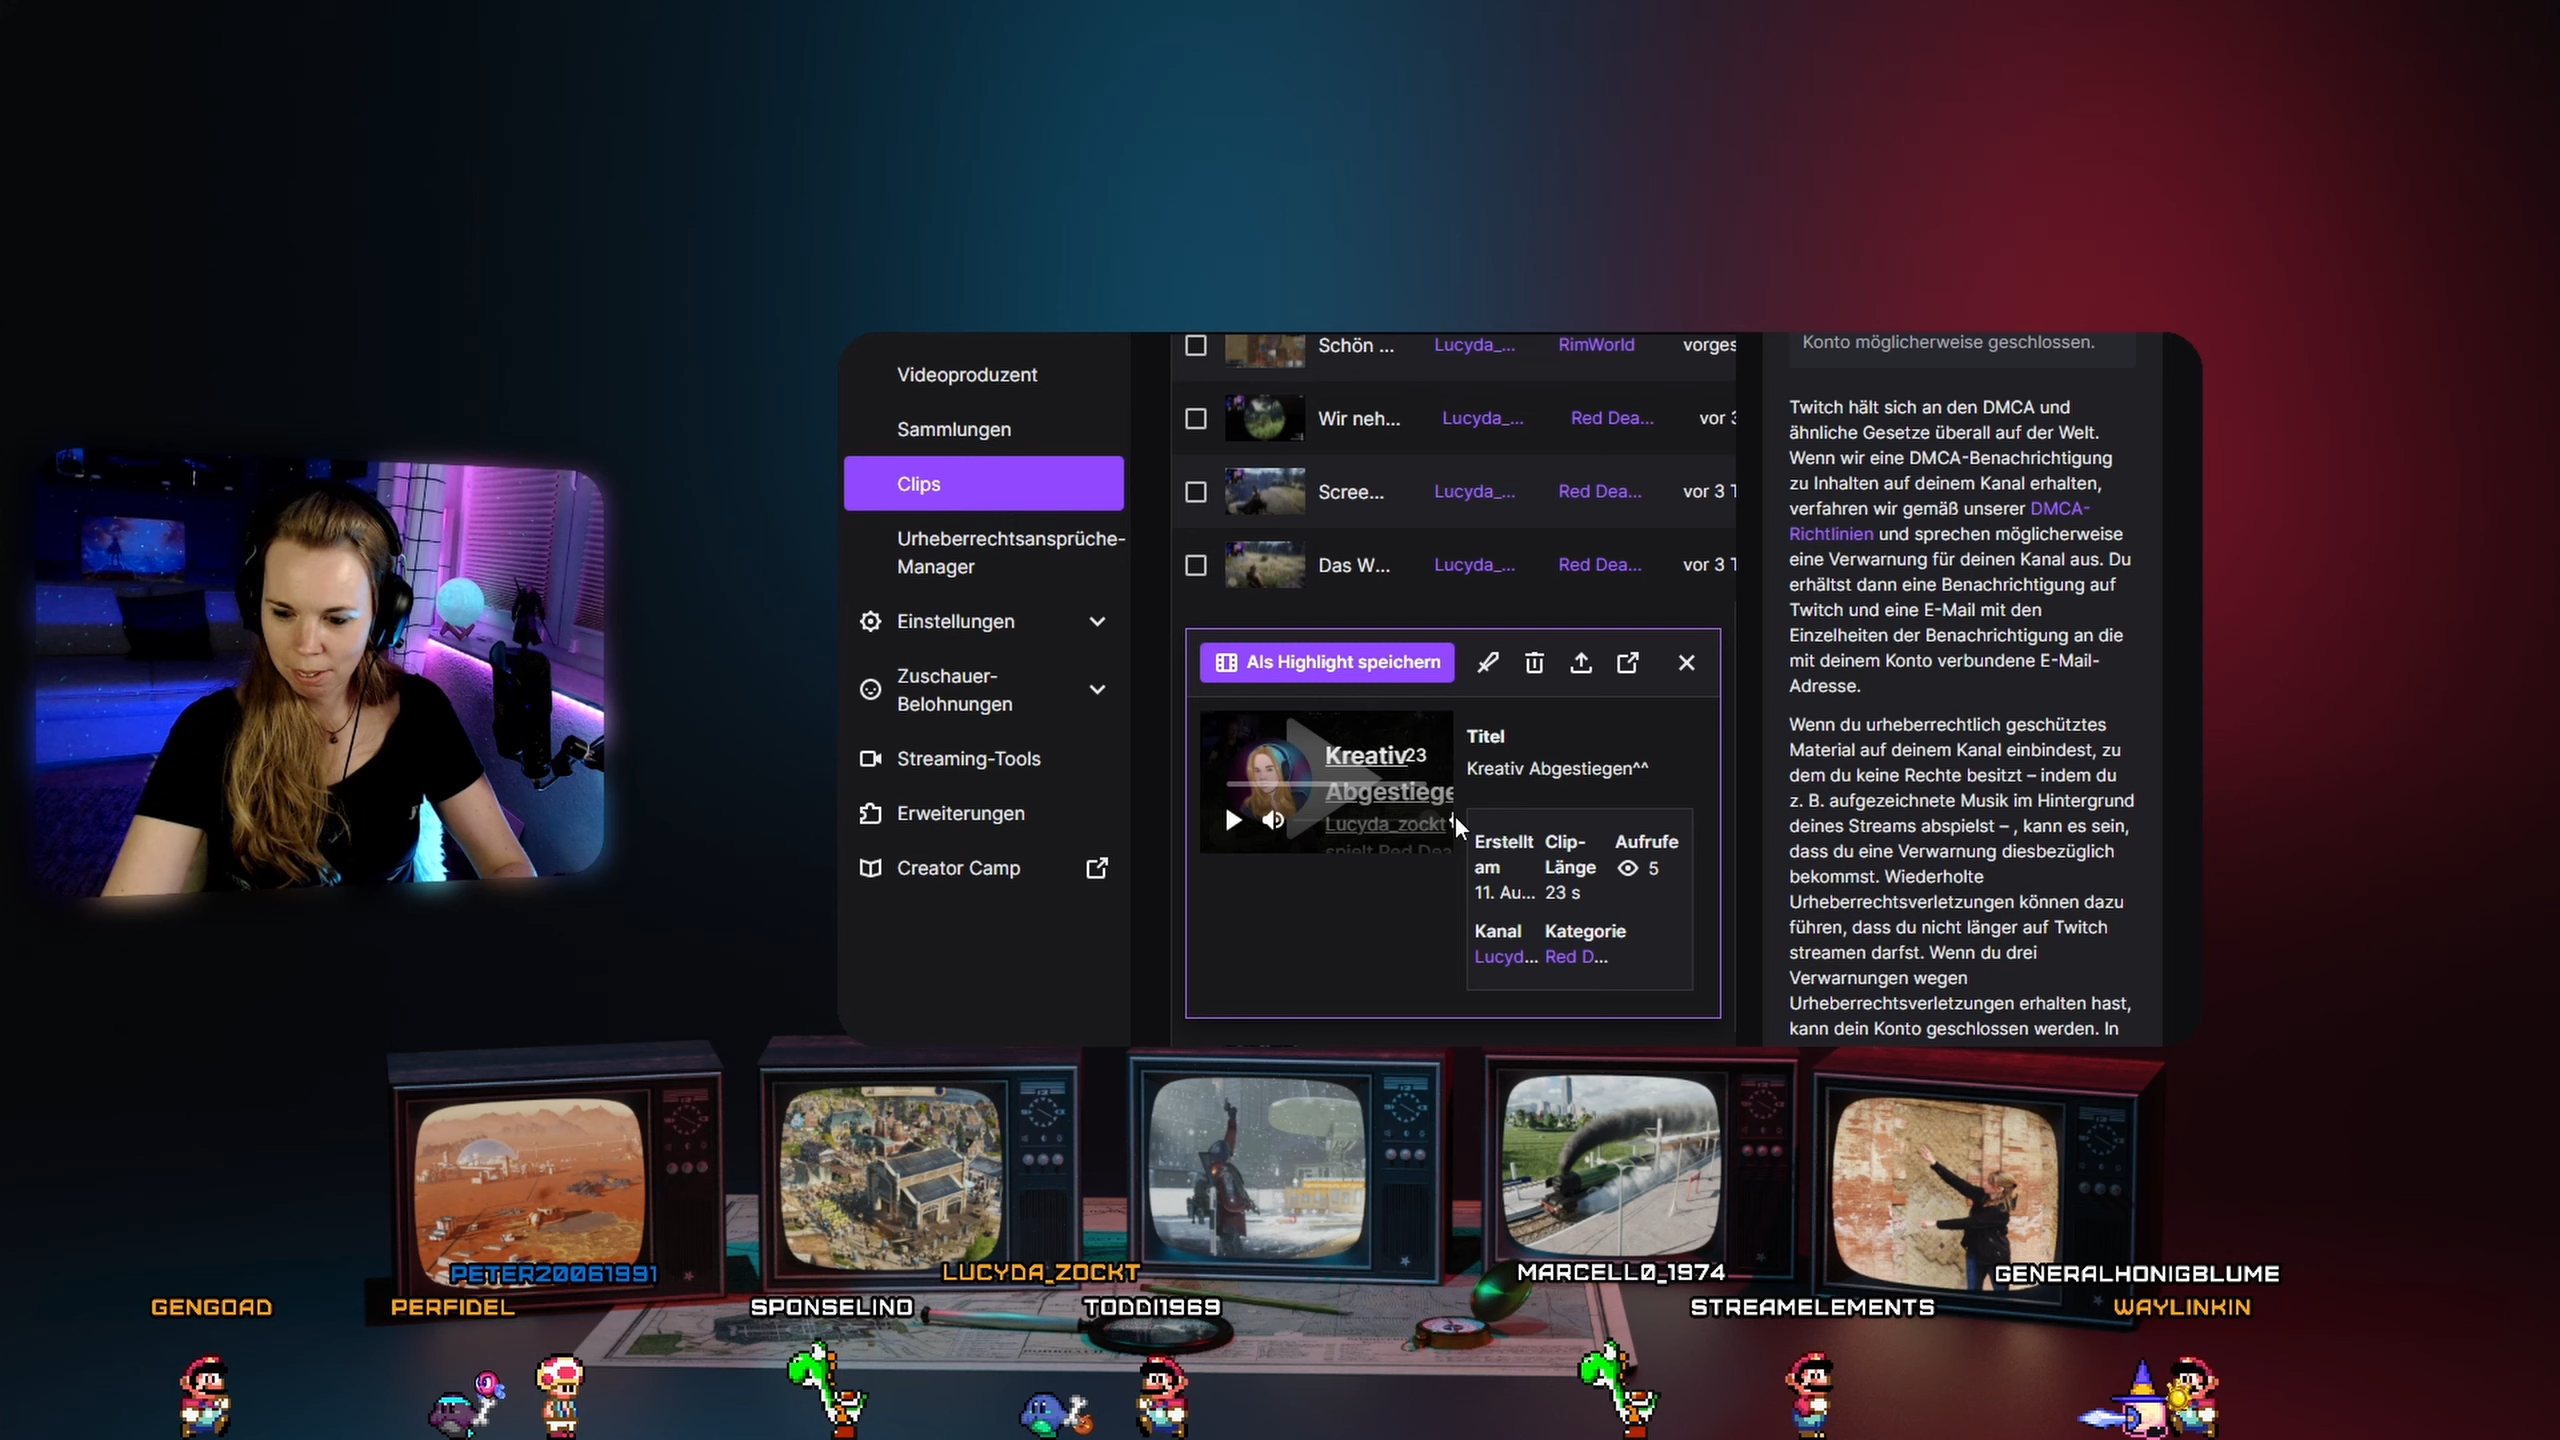 Videoproduzent
Sammlungen
Clips
Urheberrechtsansprüche-
Manager
Einstellungen
Zuschauer-
Belohnungen
Streaming-Tools
Erweiterungen
Creator Camp
Schön ... Lucyda_... RimWorld vorges
Wir neh... Lucyda_... Red Dea... vor 3
Scree... Lucyda_... Red Dea... vor 3 T
Das W... Lucyda_... Red Dea... vor 3 T
Als Highlight speichern
Kreativ 23
Abgestiege
Lucyda_zockt
spielt Red Dea
Titel
Kreativ Abgestiegen^^
Erstellt am
11. Au...
Clip-Länge
23 s
Aufrufe
5
Kanal
Lucyd...
Kategorie
Red D...
Konto möglicherweise geschlossen.
Twitch hält sich an den DMCA und
ähnliche Gesetze überall auf der Welt.
Wenn wir eine DMCA-Benachrichtigung
zu Inhalten auf deinem Kanal erhalten,
verfahren wir gemäß unserer DMCA-
Richtlinien und sprechen möglicherweise
eine Verwarnung für deinen Kanal aus. Du
erhältst dann eine Benachrichtigung auf
Twitch und eine E-Mail mit den
Einzelheiten der Benachrichtigung an die
mit deinem Konto verbundene E-Mail-
Adresse.
Wenn du urheberrechtlich geschütztes
Material auf deinem Kanal einbindest, zu
dem du keine Rechte besitzt – indem du
z. B. aufgezeichnete Musik im Hintergrund
deines Streams abspielst – , kann es sein,
dass du eine Verwarnung diesbezüglich
bekommst. Wiederholte
Urheberrechtsverletzungen können dazu
führen, dass du nicht länger auf Twitch
streamen darfst. Wenn du drei
Verwarnungen wegen
Urheberrechtsverletzungen erhalten hast,
kann dein Konto geschlossen werden. In
PETER20061991
LUCYDA_ZOCKT
MARCELL0_1974
GENERALHONIGBLUME
GENGOAD
PERFIDEL
SPONSELINO
TODDI1969
STREAMELEMENTS
WAYLINKIN